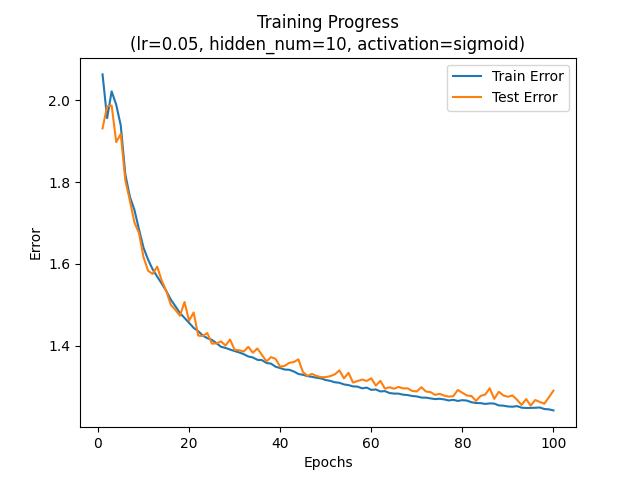 Training Progress
(lr=0.05, hidden_num=10, activation=sigmoid)
Train Error
Test Error
2.0
1.8
1.6
1.4
Error
0
20
40
60
80
100
Epochs